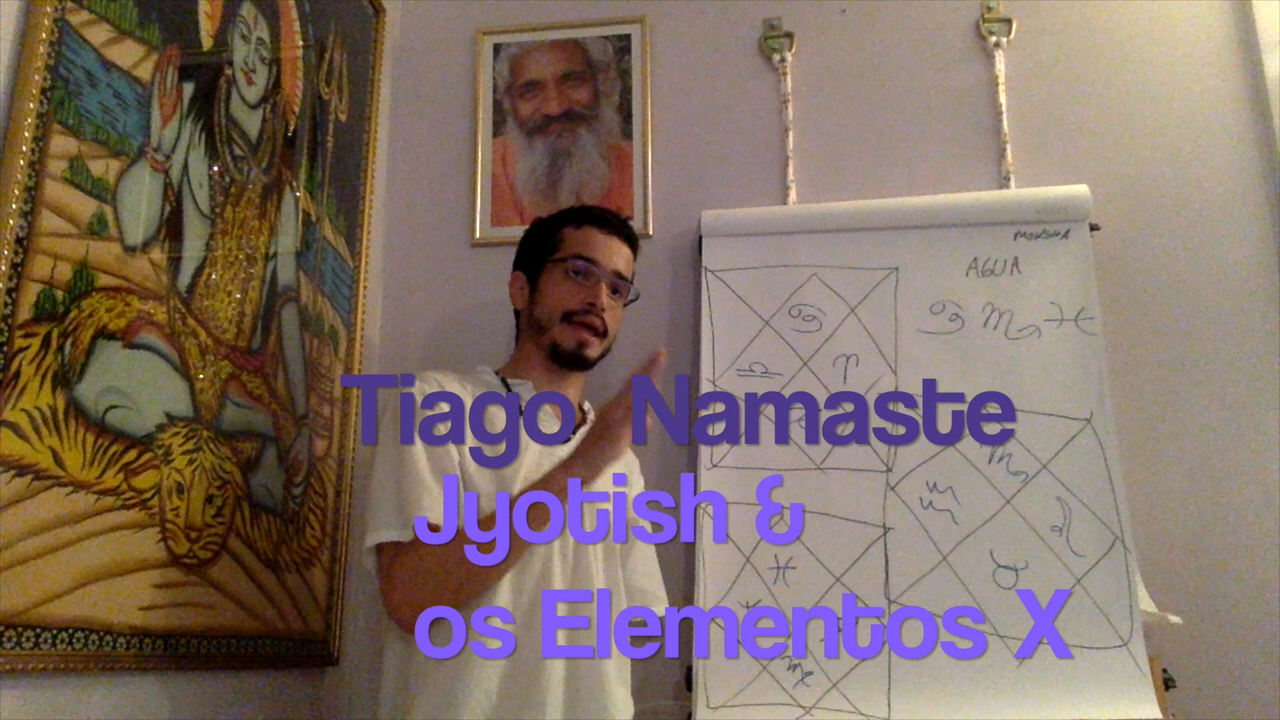 MOKSHA
AGUA
♋ ♏ ♓
♋
♎ ♈
Tiago Namaste
♏
Jyotish &
♌
♓ ♉
os Elementos X
♍